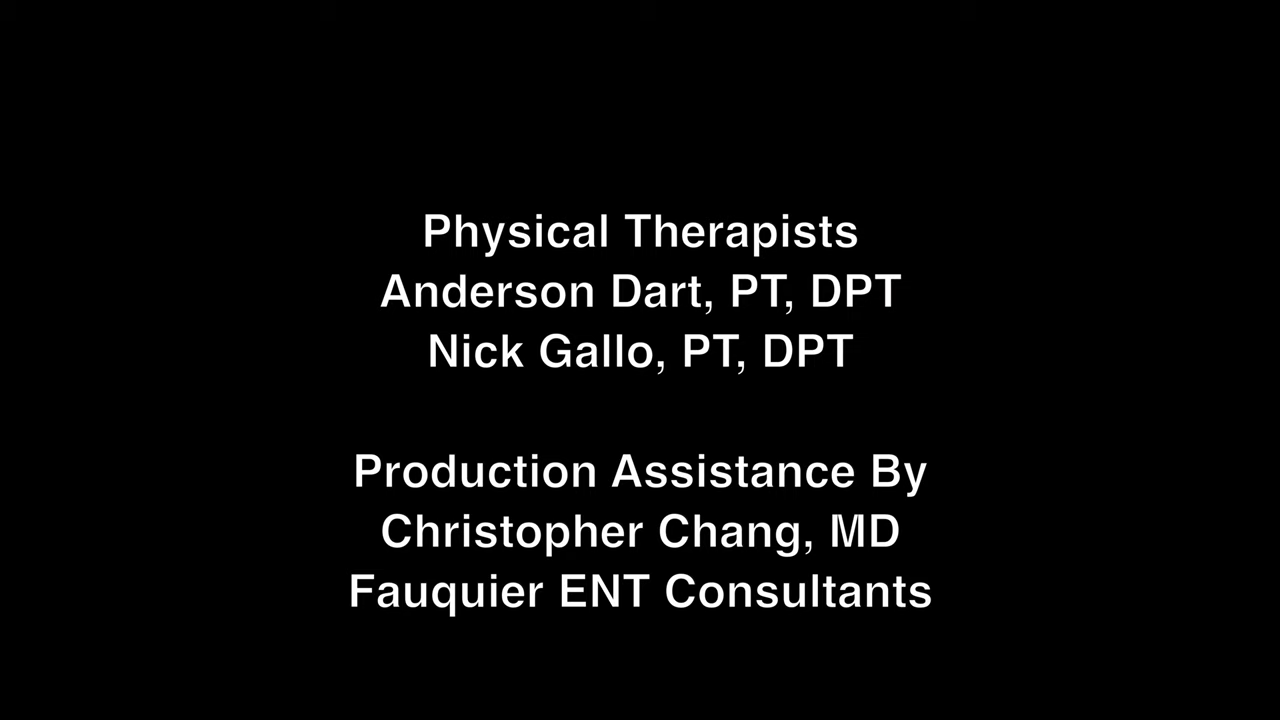 Physical Therapists
Anderson Dart, PT, DPT
Nick Gallo, PT, DPT
Production Assistance By
Christopher Chang, MD
Fauquier ENT Consultants